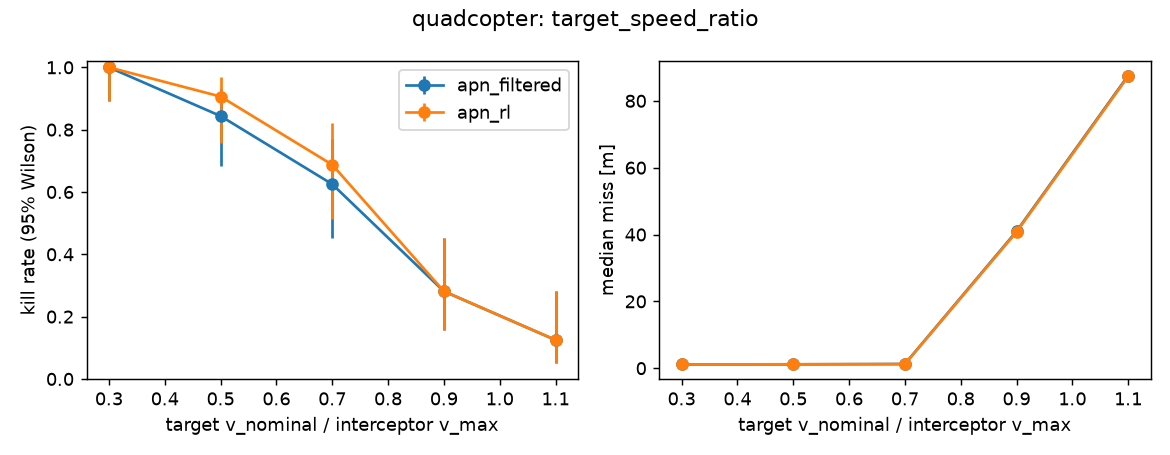 quadcopter: target_speed_ratio
kill rate (95% Wilson)
1.0
0.8
0.6
0.4
0.2
0.0
apn_filtered
apn_rl
0.3 0.4 0.5 0.6 0.7 0.8 0.9 1.0 1.1
target v_nominal / interceptor v_max
median miss [m]
80
60
40
20
0
0.3 0.4 0.5 0.6 0.7 0.8 0.9 1.0 1.1
target v_nominal / interceptor v_max